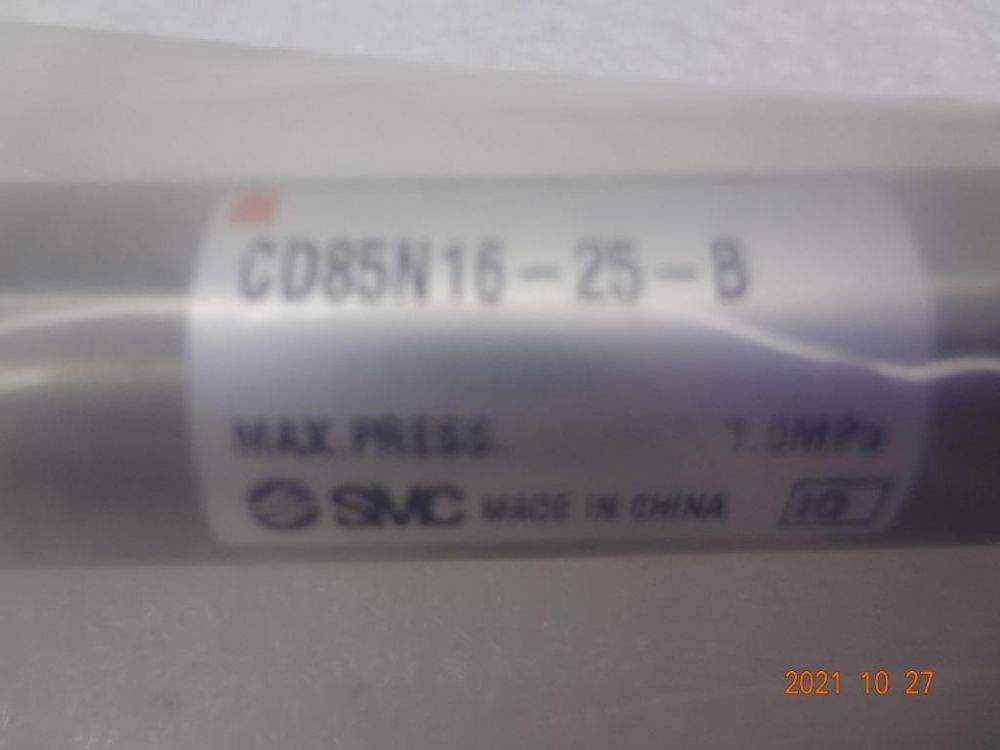 CD85N16-25-B
MAX.PRESS. 1.0MPa
SMC MADE IN CHINA
2021 10 27